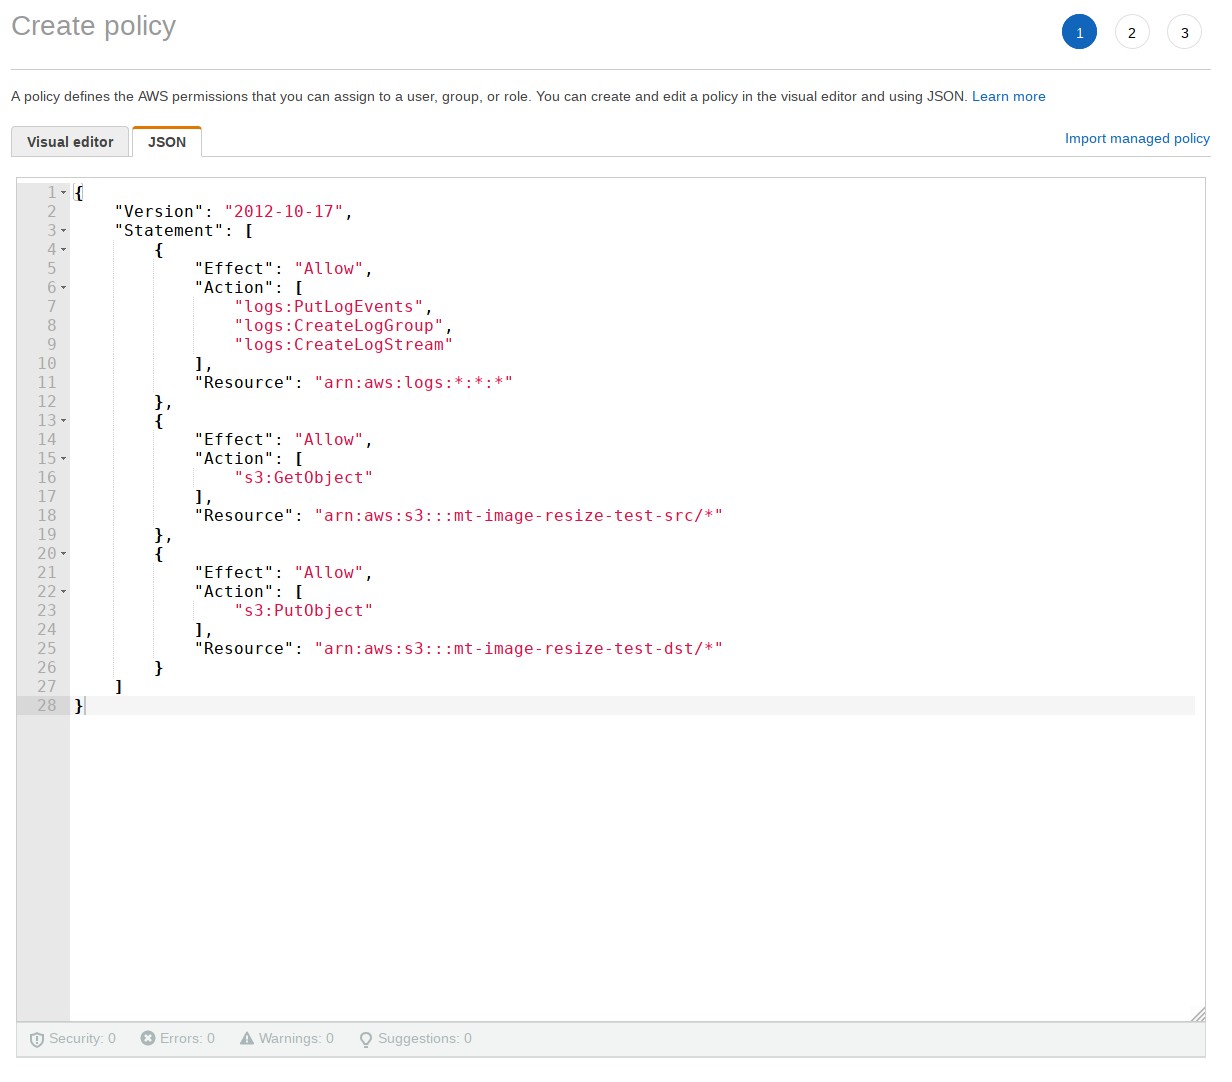 Create policy
1 2 3
A policy defines the AWS permissions that you can assign to a user, group, or role. You can create and edit a policy in the visual editor and using JSON. Learn more
Visual editor JSON Import managed policy
1 {
2     "Version": "2012-10-17",
3     "Statement": [
4         {
5             "Effect": "Allow",
6             "Action": [
7                 "logs:PutLogEvents",
8                 "logs:CreateLogGroup",
9                 "logs:CreateLogStream"
10             ],
11             "Resource": "arn:aws:logs:*:*:*"
12         },
13         {
14             "Effect": "Allow",
15             "Action": [
16                 "s3:GetObject"
17             ],
18             "Resource": "arn:aws:s3:::mt-image-resize-test-src/*"
19         },
20         {
21             "Effect": "Allow",
22             "Action": [
23                 "s3:PutObject"
24             ],
25             "Resource": "arn:aws:s3:::mt-image-resize-test-dst/*"
26         }
27     ]
28 }
Security: 0 Errors: 0 Warnings: 0 Suggestions: 0